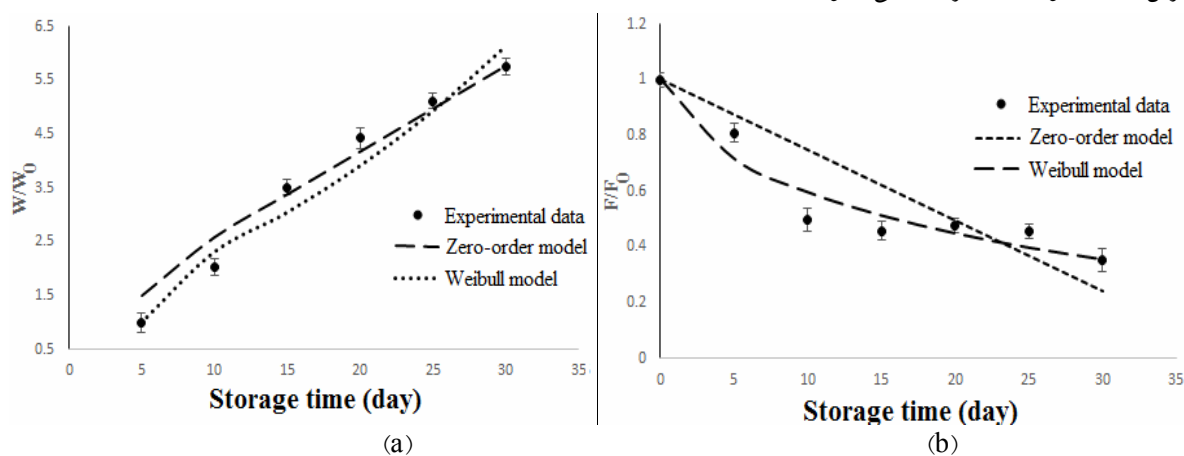 6.5
5.5
4.5
3.5
2.5
1.5
0.5
W/W0
0 5 10 15 20 25 30 35
Storage time (day)
Experimental data
Zero-order model
Weibull model
(a)
1.2
1
0.8
0.6
0.4
0.2
0
F/F0
0 5 10 15 20 25 30 35
Storage time (day)
Experimental data
Zero-order model
Weibull model
(b)